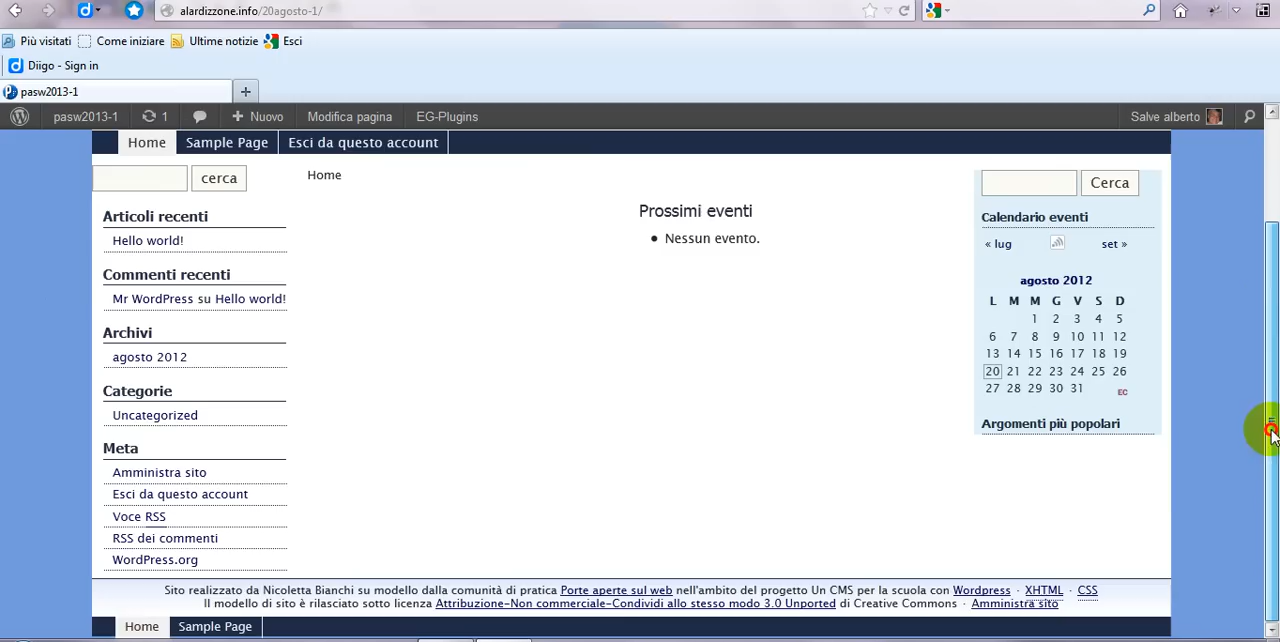 alardizzone.info/20agosto-1/
Più visitati Come iniziare Ultime notizie Esci
Diigo - Sign in
pasw2013-1
pasw2013-1 1 Nuovo Modifica pagina EG-Plugins Salve alberto
Home Sample Page Esci da questo account
cerca
Home
Cerca
Articoli recenti
Hello world!
Commenti recenti
Mr WordPress su Hello world!
Archivi
agosto 2012
Categorie
Uncategorized
Meta
Amministra sito
Esci da questo account
Voce RSS
RSS dei commenti
WordPress.org
Prossimi eventi
• Nessun evento.
Calendario eventi
« lug set »
agosto 2012
L M M G V S D
1 2 3 4 5
6 7 8 9 10 11 12
13 14 15 16 17 18 19
20 21 22 23 24 25 26
27 28 29 30 31
EC
Argomenti più popolari
Sito realizzato da Nicoletta Bianchi su modello dalla comunità di pratica Porte aperte sul web nell'ambito del progetto Un CMS per la scuola con Wordpress · XHTML · CSS
Il modello di sito è rilasciato sotto licenza Attribuzione-Non commerciale-Condividi allo stesso modo 3.0 Unported di Creative Commons · Amministra sito
Home Sample Page